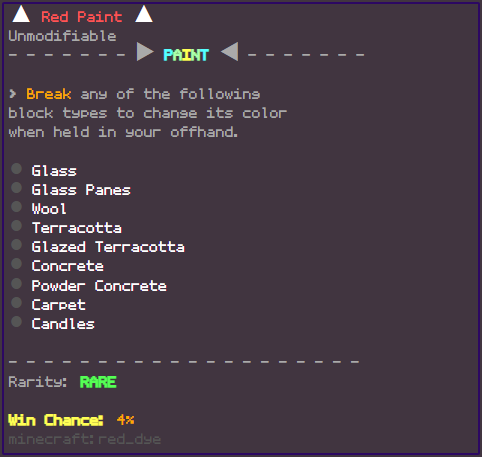 ▲ Red Paint ▲
Unmodifiable
- - - - - - - ▶ PAINT ◀ - - - - - - -
> Break any of the following
block types to change its color
when held in your offhand.
● Glass
● Glass Panes
● Wool
● Terracotta
● Glazed Terracotta
● Concrete
● Powder Concrete
● Carpet
● Candles
- - - - - - - - - - - - - - - - - - - - -
Rarity: RARE
Win Chance: 4%
minecraft:red_dye